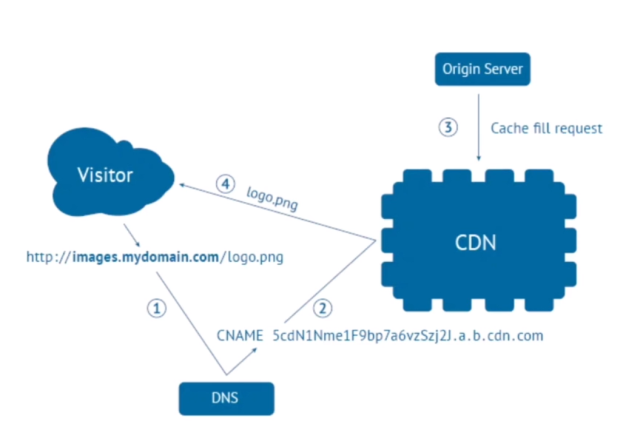 Origin Server
③ Cache fill request
Visitor
④ logo.png
CDN
http://images.mydomain.com/logo.png
①
②
CNAME 5cdN1Nme1F9bp7a6vzSzj2J.a.b.cdn.com
DNS